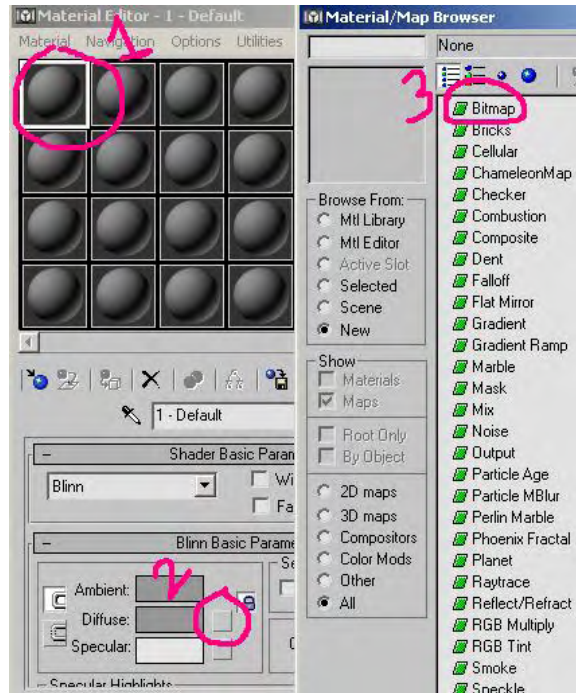 Material Editor - 1 - Default
Material Navigation Options Utilities
1
1 - Default
Shader Basic Param
Blinn
Wi
Fa
Blinn Basic Parame
Se
Ambient:
2
Diffuse:
Specular:
Specular Highlights
Material/Map Browser
None
3
Browse From:
Mtl Library
Mtl Editor
Active Slot
Selected
Scene
New
Show
Materials
Maps
Root Only
By Object
2D maps
3D maps
Compositors
Color Mods
Other
All
Bitmap
Bricks
Cellular
ChameleonMap
Checker
Combustion
Composite
Dent
Falloff
Flat Mirror
Gradient
Gradient Ramp
Marble
Mask
Mix
Noise
Output
Particle Age
Particle MBlur
Perlin Marble
Phoenix Fractal
Planet
Raytrace
Reflect/Refract
RGB Multiply
RGB Tint
Smoke
Speckle